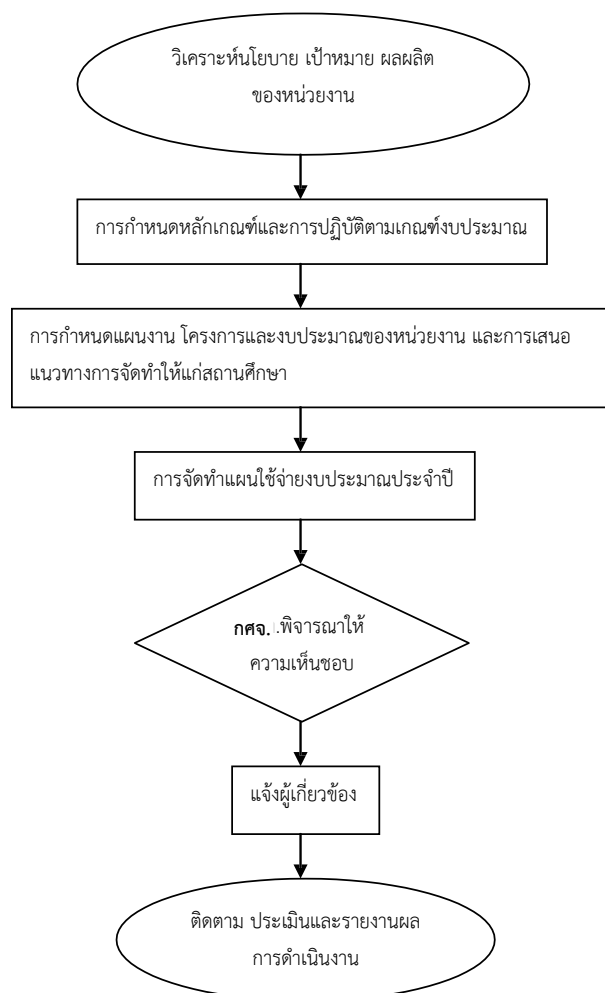 วิเคราะห์นโยบาย เป้าหมาย ผลผลิต
ของหน่วยงาน
การกำหนดหลักเกณฑ์และการปฏิบัติตามเกณฑ์งบประมาณ
การกำหนดแผนงาน โครงการและงบประมาณของหน่วยงาน และการเสนอ
แนวทางการจัดทำให้แก่สถานศึกษา
การจัดทำแผนใช้จ่ายงบประมาณประจำปี
กศจ..พิจารณาให้
ความเห็นชอบ
แจ้งผู้เกี่ยวข้อง
ติดตาม ประเมินและรายงานผล
การดำเนินงาน